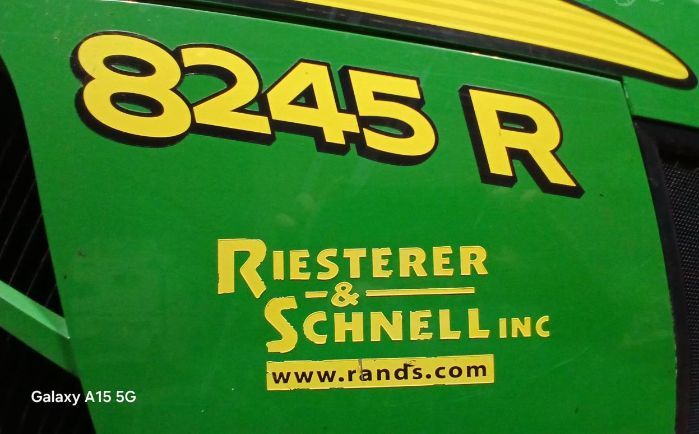 8245 R
RIESTERER
&
SCHNELL INC
www.rands.com
Galaxy A15 5G